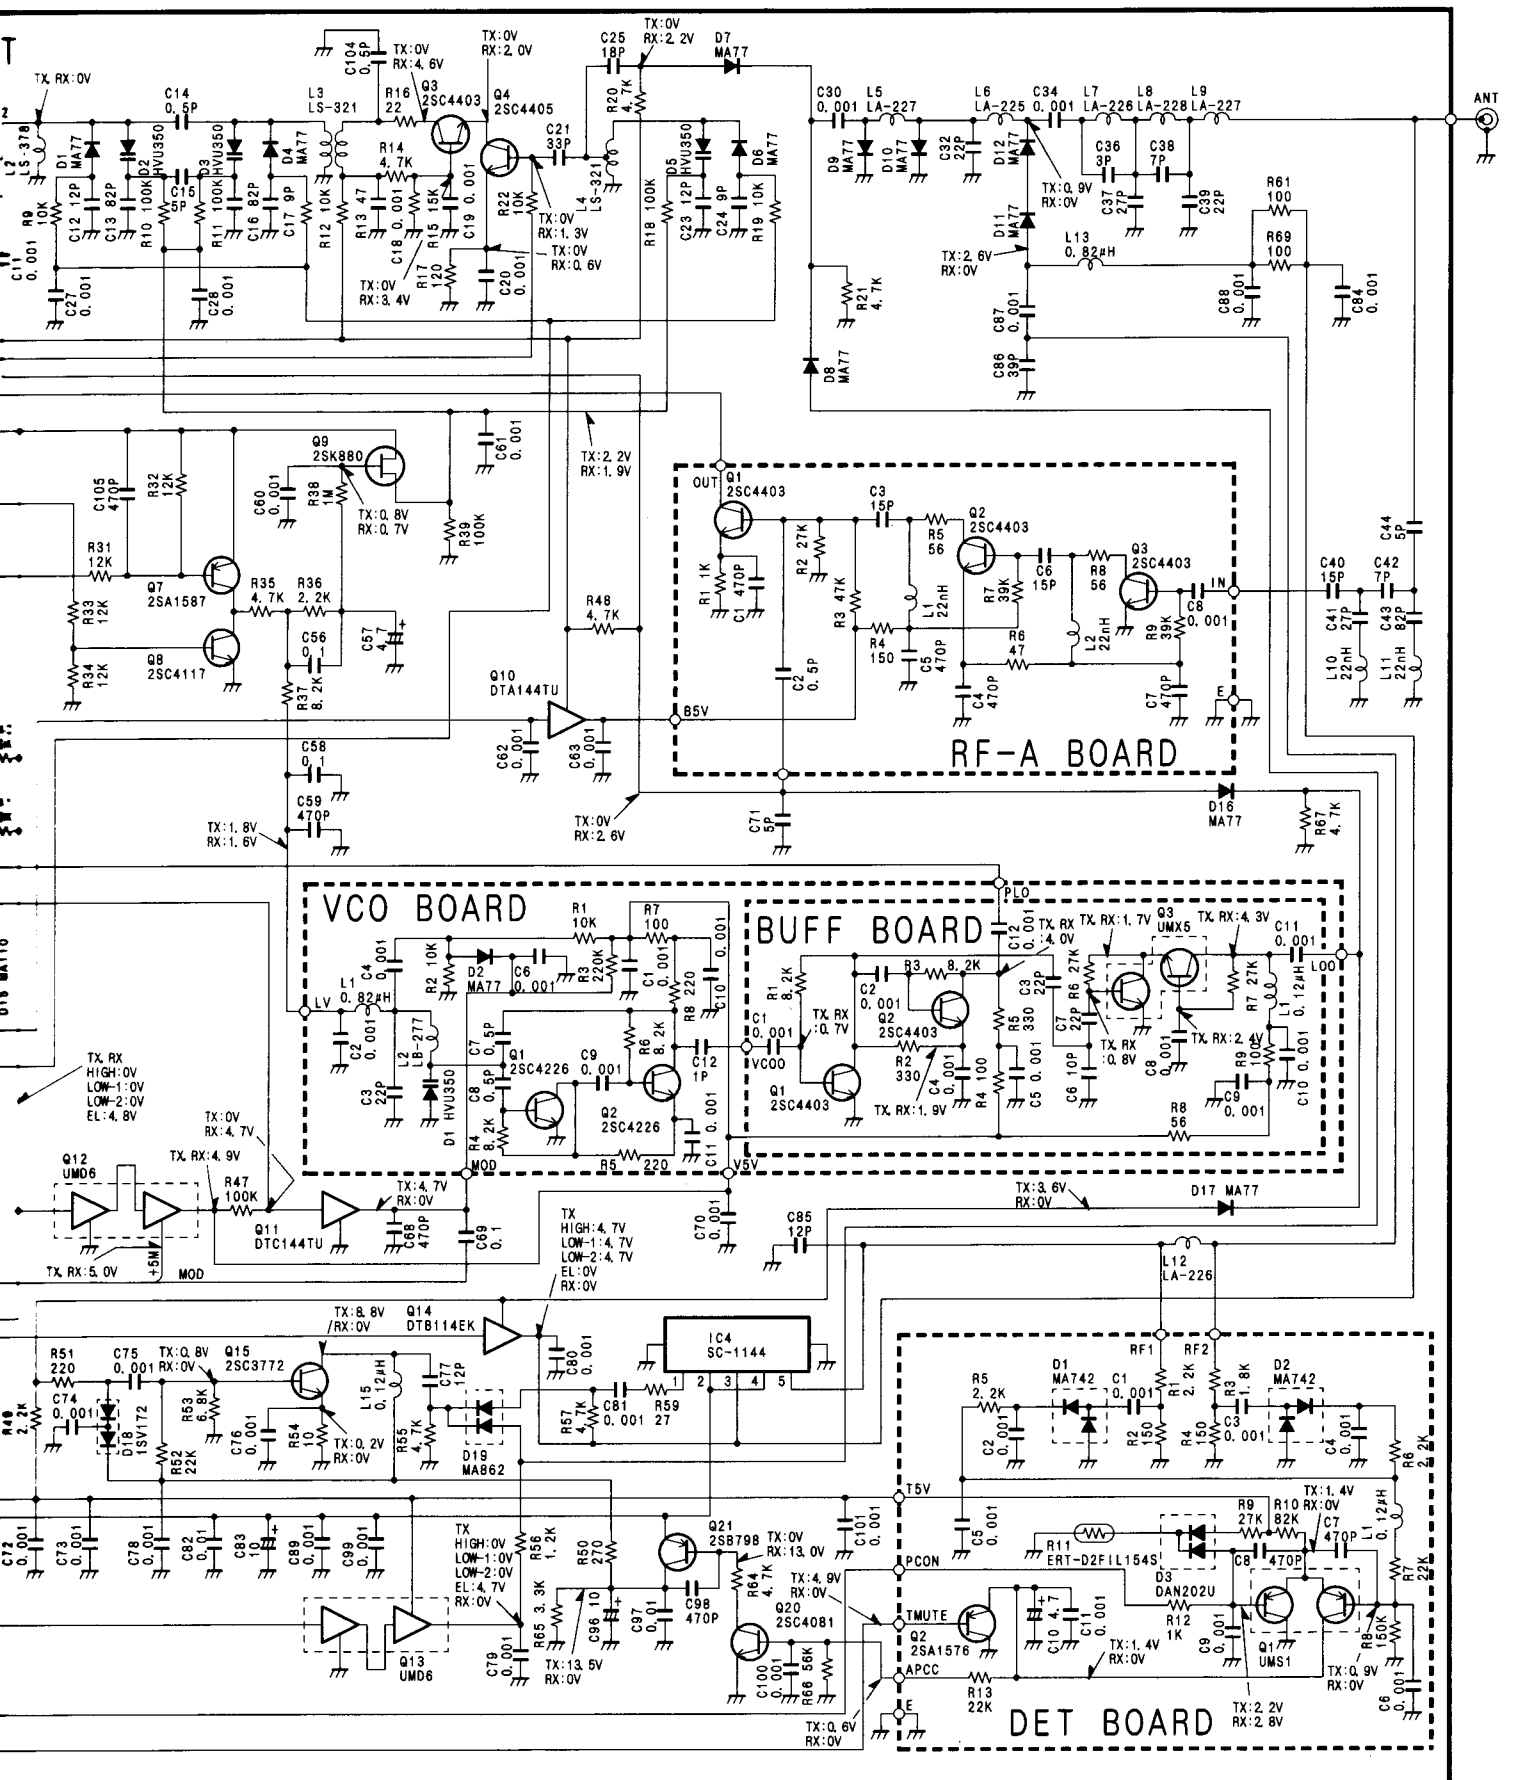 T
TX, RX:0V
C14
0.5P
L2
LS-378
D1
MA77
D2
HVU350
D3
HVU350
D4
MA77
C15
5P
R9
10K
C12 12P
C13 82P
R10 100K
R11 100K
C16 82P
C17 9P
R12 10K
C11
0.001
C27
0.001
C28
0.001
L3
LS-321
C104
0.5P
TX:0V
RX:4.6V
R16
22
Q3
2SC4403
TX:0V
RX:2.0V
Q4
2SC4405
R14
4.7K
R13 47
C18 0.001
R15 15K
C19 0.001
R17
120
C20
0.001
TX:0V
RX:3.4V
R22
10K
TX:0V
RX:1.3V
TX:0V
RX:0.6V
C21
33P
C25
18P
TX:0V
RX:2.2V
R20
4.7K
L4
LS-321
D7
MA77
D5
HVU350
D6
MA77
R18 100K
C23 12P
C24 9P
R19 10K
C30
0.001
L5
LA-227
D9
MA77
D10
MA77
C32
22P
L6
LA-225
C34
0.001
D12
MA77
L7
LA-226
L8
LA-228
L9
LA-227
ANT
C36
3P
C38
7P
C37
27P
C39
22P
TX:0.9V
RX:0V
D11
MA77
TX:2.6V
RX:0V
L13
0.82μH
R61
100
R69
100
C88
0.001
C84
0.001
C87
0.001
C86
39P
R21
4.7K
D8
MA77
C105
470P
R32
12K
R31
12K
R33
12K
R34
12K
Q7
2SA1587
Q8
2SC4117
C60
0.001
Q9
2SK880
R38
1M
TX:0.8V
RX:0.7V
R39
100K
C61
0.001
TX:2.2V
RX:1.9V
R35
4.7K
R36
2.2K
C56
0.1
C57
4.7
R37
8.2K
R48
4.7K
Q10
DTA144TU
C62
0.001
C63
0.001
C58
0.1
C59
470P
TX:1.8V
RX:1.6V
TX:0V
RX:2.6V
OUT
Q1
2SC4403
R1 1K
C1 470P
R2 27K
R3 47K
C3
15P
R5
56
Q2
2SC4403
L1
22nH
R4
150
C5
470P
C2
0.5P
R7
39K
C6
15P
R8
56
Q3
2SC4403
R6
47
L2
22nH
C4
470P
R9
39K
C8
0.001
IN
C7
470P
E
B5V
RF-A BOARD
C44
5P
C40
15P
C42
7P
C41
27P
C43
82P
L10
22nH
L11
22nH
C71
5P
D16
MA77
R67
4.7K
VCO BOARD
R1
10K
R7
100
R2 10K
D2
MA77
C6
0.001
R3
220K
C1
0.001
C10
0.001
R8 220
C4
0.001
L1
0.82μH
LV
C2
0.001
L2
LB-277
C3
22P
C7
0.5P
C8
0.5P
Q1
2SC4226
D1 HVU350
R4
8.2K
C9
0.001
R6
8.2K
Q2
2SC4226
R5
220
C11
0.001
C12
1P
MOD
V5V
BUFF BOARD
PLO
C12
0.001
TX, RX
:4.0V
C1
0.001
VCOO
TX, RX
:0.7V
R1
8.2K
Q1
2SC4403
C2
0.001
R3
8.2K
Q2
2SC4403
R2
330
C4
0.001
TX, RX:1.9V
R5
330
R4 100
C5 0.001
C3
22P
C7
22P
C6 10P
TX, RX:1.7V
R6 27K
TX, RX
:0.8V
Q3
UMX5
TX, RX:4.3V
C8
0.001
TX, RX:2.4V
R7 27K
L1
0.12μH
C11
0.001
LOO
R9
100
C10 0.001
C9
0.001
R8
56
D15 MA110
TX, RX
HIGH:0V
LOW-1:0V
LOW-2:0V
EL:4.8V
TX:0V
RX:4.7V
TX, RX:4.9V
Q12
UMD6
R47
100K
Q11
DTC144TU
TX:4.7V
RX:0V
C68
470P
C69
0.1
TX, RX:5.0V
+5M
MOD
C70
0.001
TX
HIGH:4.7V
LOW-1:4.7V
LOW-2:4.7V
EL:0V
RX:0V
C85
12P
TX:3.6V
RX:0V
D17 MA77
L12
LA-226
R51
220
C75
0.001
TX:0.8V
RX:0V
Q15
2SC3772
TX:8.8V
RX:0V
Q14
DTB114EK
C74
0.001
R49
2.2K
D18
1SV172
R52
22K
R53
6.8K
C76
0.001
R54
10
TX:0.2V
RX:0V
L15
0.12μH
R55
4.7K
C77
12P
D19
MA862
C80
0.001
R57
4.7K
C81
0.001
R59
27
IC4
SC-1144
1 2 3 4 5
C72
0.001
C73
0.001
C78
0.001
C82
0.01
C83
10
C89
0.001
C99
0.001
Q13
UMD6
TX
HIGH:0V
LOW-1:0V
LOW-2:0V
EL:4.7V
RX:0V
R56
1.2K
R50
270
C79
0.001
R65 3.3K
C96 10
C97
0.01
C98
470P
TX:13.5V
RX:0V
Q21
2SB798
TX:0V
RX:13.0V
R64
4.7K
Q20
2SC4081
C100
0.001
R66 56K
C101
0.001
TX:4.9V
RX:0V
TX:0.6V
RX:0V
RF1
RF2
R5
2.2K
C2
0.001
D1
MA742
C1
0.001
R1
2.2K
R2
150
R3
1.8K
R4
150
C3
0.001
D2
MA742
C4
0.001
R6
2.2K
T5V
C5
0.001
R11
ERT-D2FIL154S
D3
DAN202U
R9
27K
R10
82K
TX:1.4V
RX:0V
C7
470P
C8
470P
L1
0.12μH
R7
22K
PCON
TMUTE
Q2
2SA1576
C10 4.7
C11
0.001
R12
1K
C9
0.001
Q1
UMS1
R8
150K
TX:1.4V
RX:0V
TX:0.9V
RX:0V
C6
0.001
APCC
R13
22K
TX:2.2V
RX:2.8V
E
DET BOARD